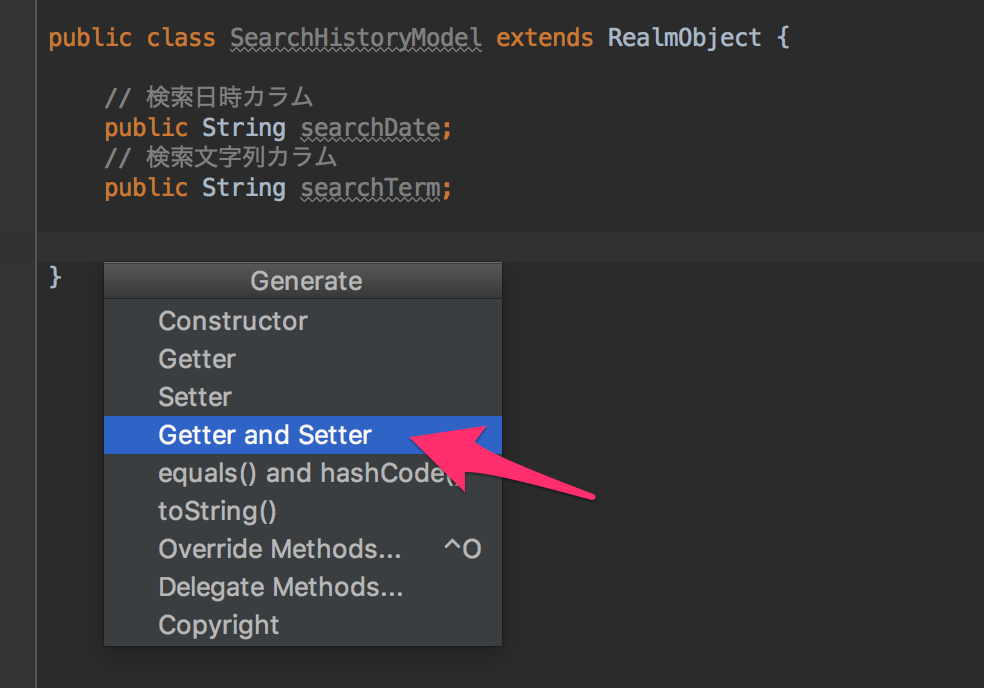 public class SearchHistoryModel extends RealmObject {
// 検索日時カラム
public String searchDate;
// 検索文字列カラム
public String searchTerm;
}
Generate
Constructor
Getter
Setter
Getter and Setter
equals() and hashCode()
toString()
Override Methods... ^O
Delegate Methods...
Copyright